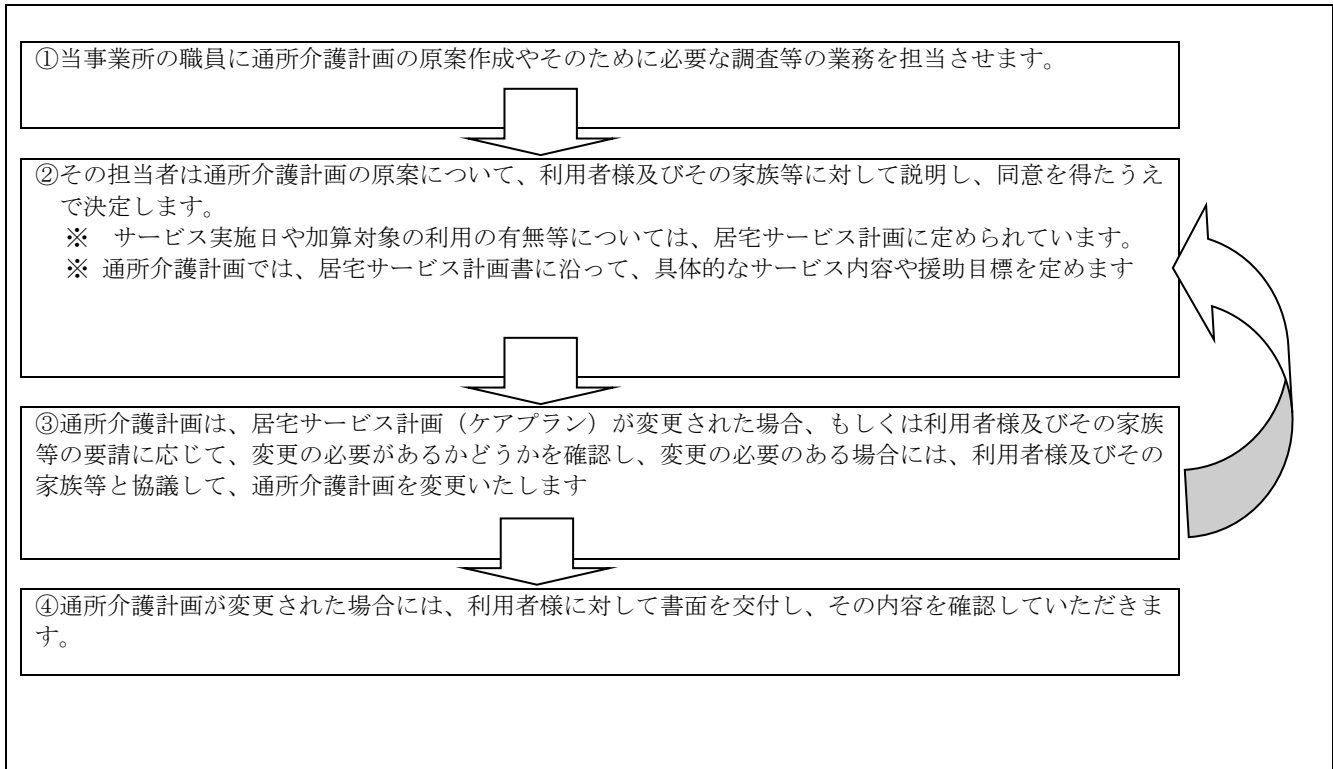 ①当事業所の職員に通所介護計画の原案作成やそのために必要な調査等の業務を担当させます。
②その担当者は通所介護計画の原案について、利用者様及びその家族等に対して説明し、同意を得たうえ
で決定します。
※　サービス実施日や加算対象の利用の有無等については、居宅サービス計画に定められています。
※ 通所介護計画では、居宅サービス計画書に沿って、具体的なサービス内容や援助目標を定めます
③通所介護計画は、居宅サービス計画（ケアプラン）が変更された場合、もしくは利用者様及びその家族
等の要請に応じて、変更の必要があるかどうかを確認し、変更の必要のある場合には、利用者様及びその
家族等と協議して、通所介護計画を変更いたします
④通所介護計画が変更された場合には、利用者様に対して書面を交付し、その内容を確認していただきま
す。